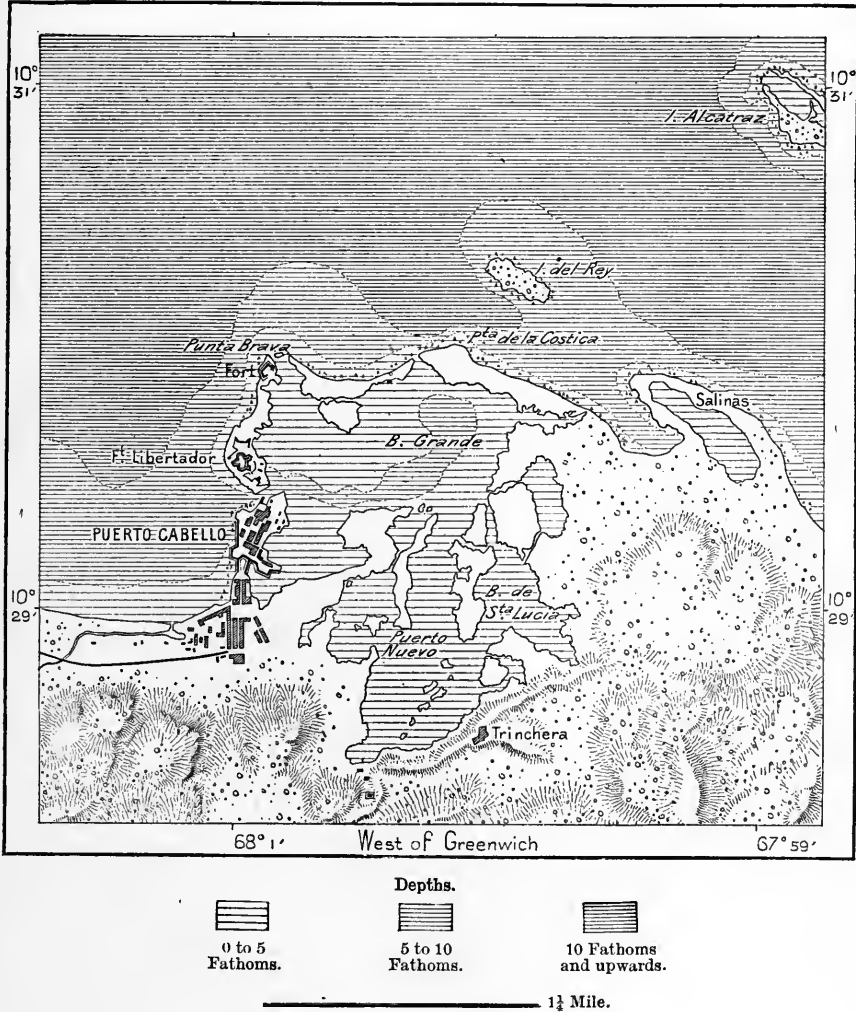 10°
31'
10°
31'
I. Alcatraz
I. del Rey
Pta de la Costica
Punta Brava
Fort
Salinas
B. Grande
Ft. Libertador
PUERTO CABELLO
10°
29'
B. de
Sta Lucia
10°
29'
Puerto
Nuevo
Trinchera
68°1'
West of Greenwich
67°59'
Depths.
0 to 5
Fathoms.
5 to 10
Fathoms.
10 Fathoms
and upwards.
1¼ Mile.